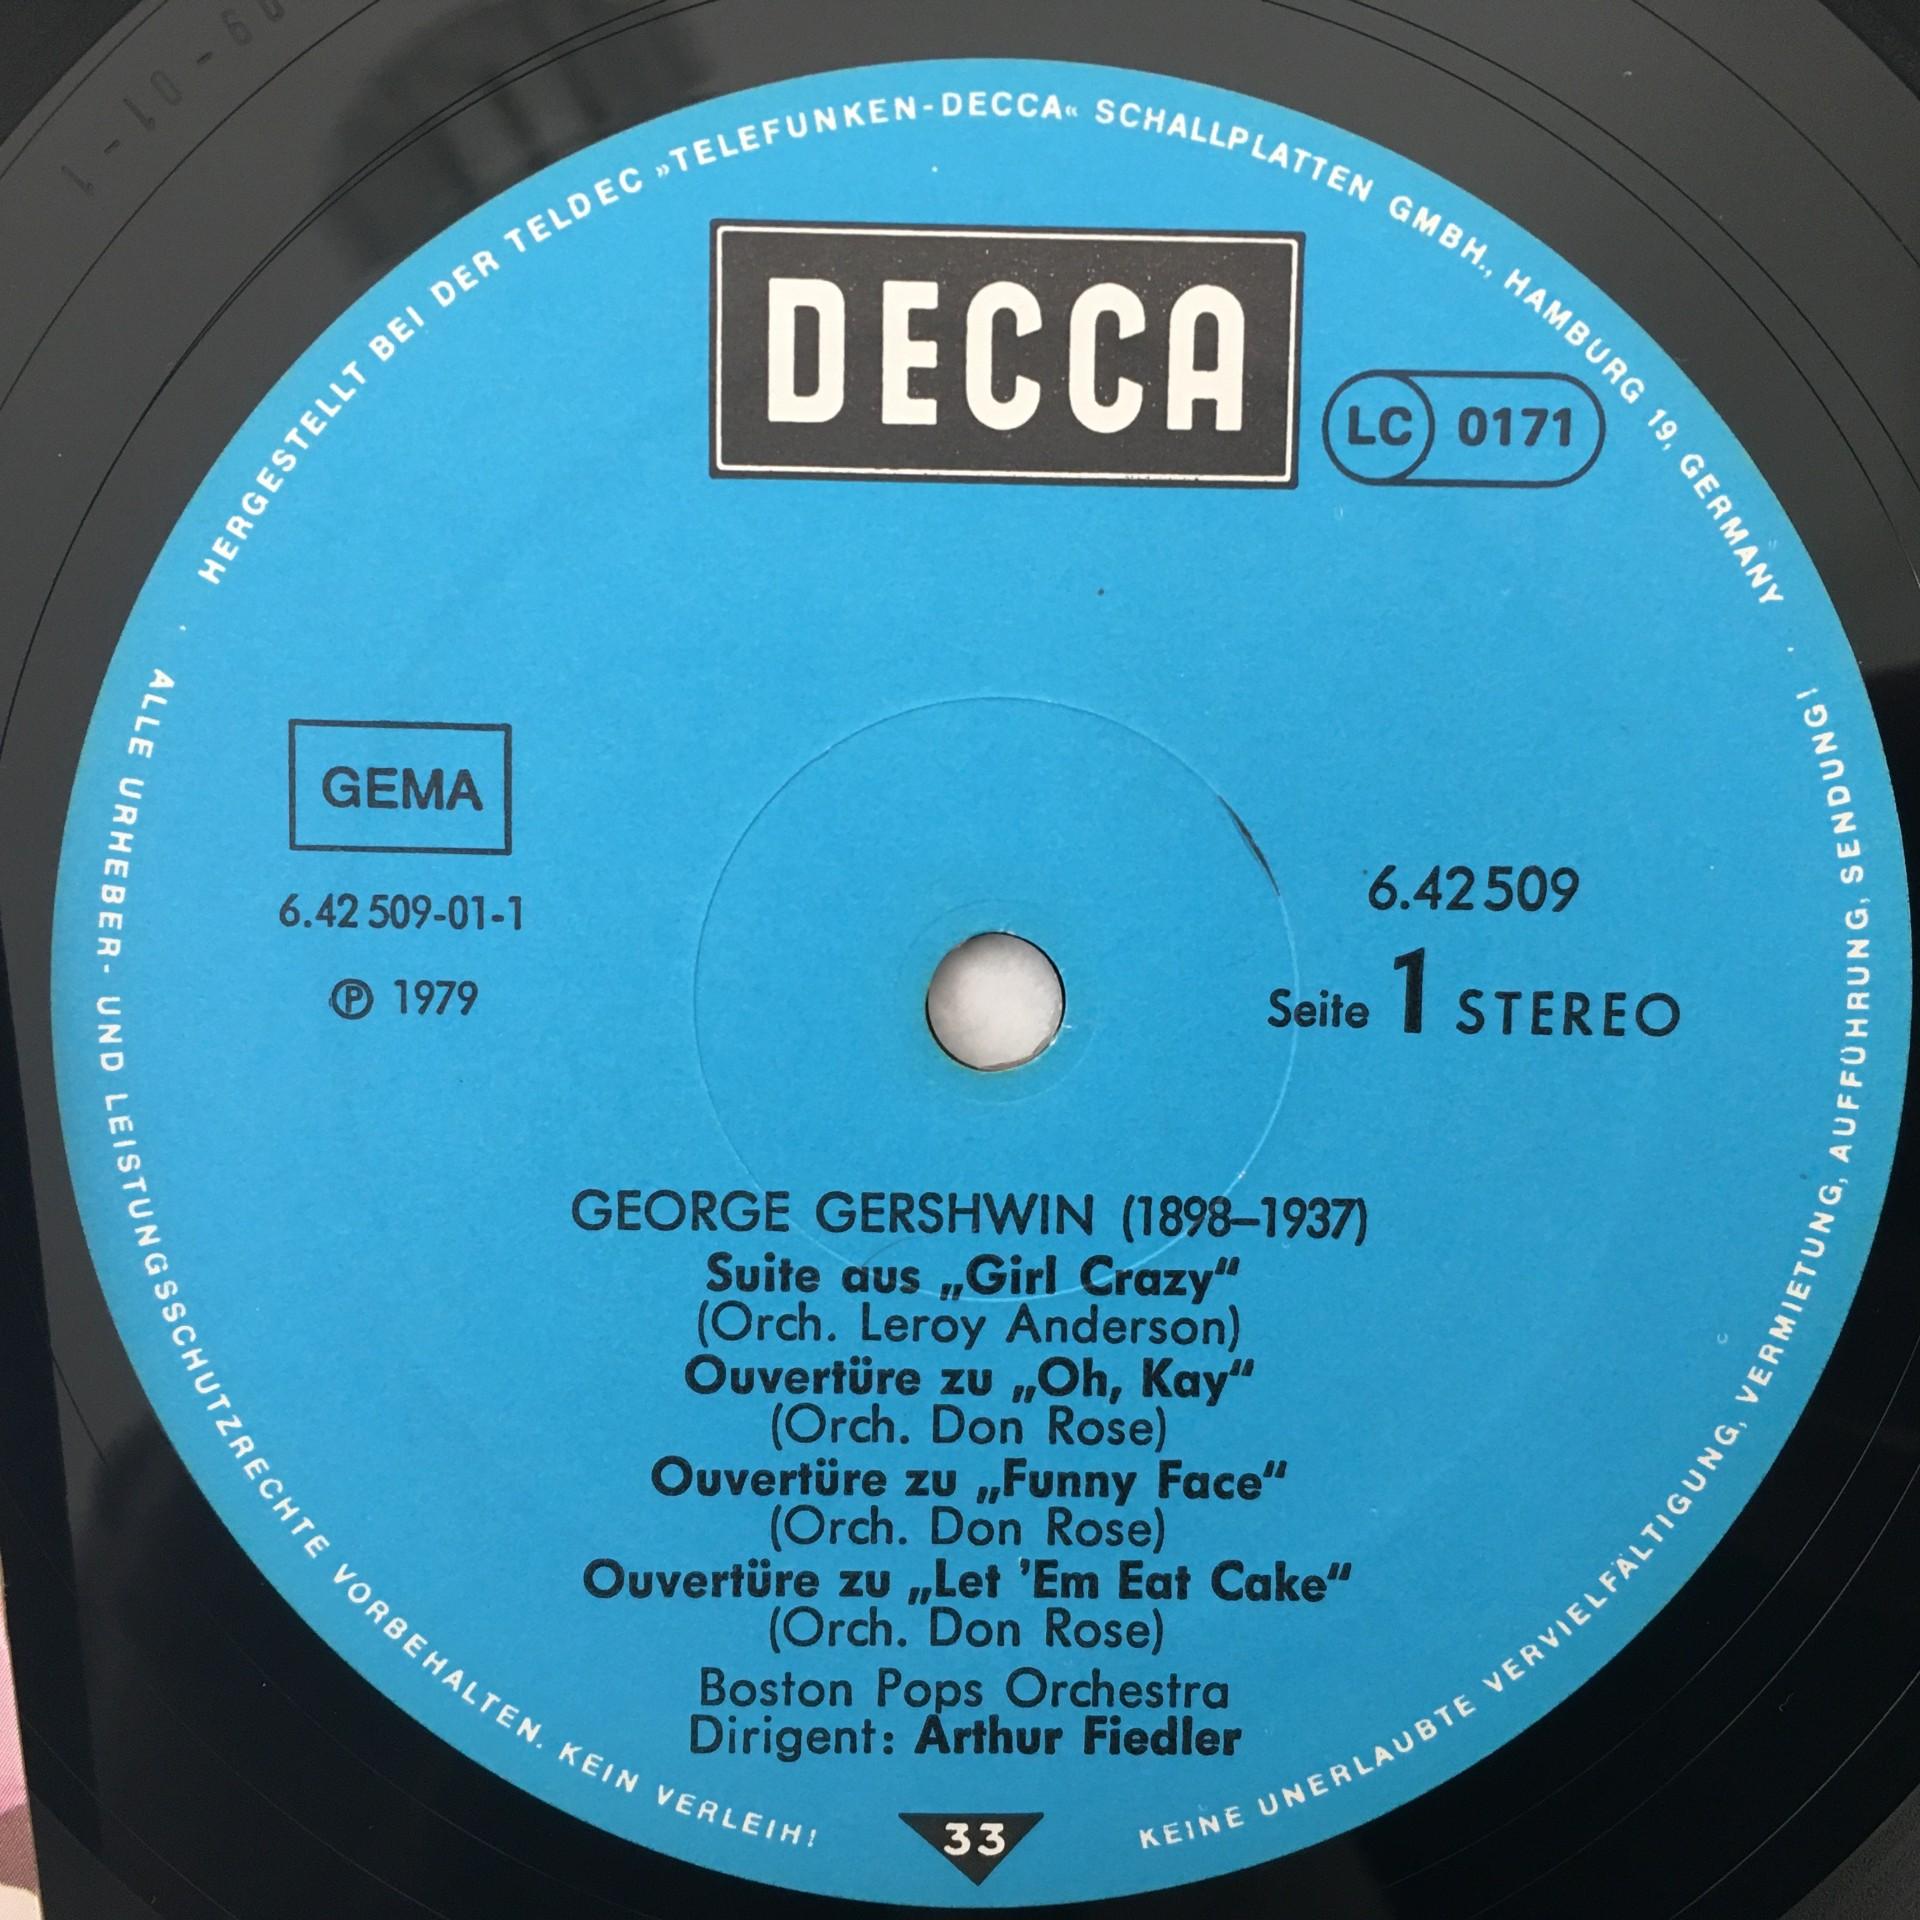 HERGESTELLT BEI DER TELDEC »TELEFUNKEN-DECCA« SCHALLPLATTEN GMBH., HAMBURG 19, GERMANY
DECCA
LC 0171
GEMA
6.42 509-01-1
℗ 1979
6.42509
Seite 1 STEREO
GEORGE GERSHWIN (1898–1937)
Suite aus „Girl Crazy“
(Orch. Leroy Anderson)
Ouvertüre zu „Oh, Kay“
(Orch. Don Rose)
Ouvertüre zu „Funny Face“
(Orch. Don Rose)
Ouvertüre zu „Let 'Em Eat Cake“
(Orch. Don Rose)
Boston Pops Orchestra
Dirigent: Arthur Fiedler
33
ALLE URHEBER- UND LEISTUNGSSCHUTZRECHTE VORBEHALTEN. KEIN VERLEIH!
KEINE UNERLAUBTE VERVIELFÄLTIGUNG, VERMIETUNG, AUFFÜHRUNG, SENDUNG!